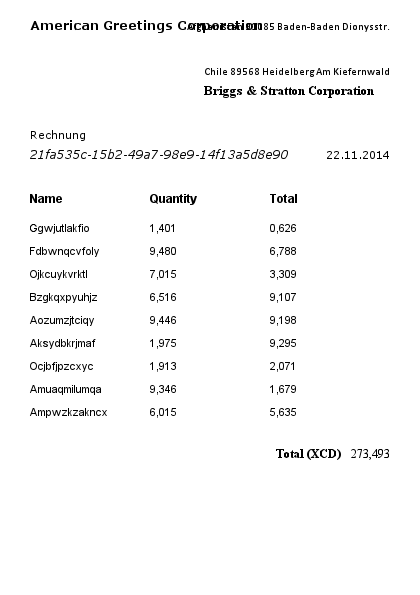 American Greetings Corporation
85 Baden-Baden Dionysstr.
Chile 89568 Heidelberg Am Kiefernwald
Briggs & Stratton Corporation
Rechnung
21fa535c-15b2-49a7-98e9-14f13a5d8e90 22.11.2014
Name Quantity Total
Ggwjutlakfio 1,401 0,626
Fdbwnqcvfoly 9,480 6,788
Ojkcuykvrktl 7,015 3,309
Bzgkqxpyuhjz 6,516 9,107
Aozumzjtciqy 9,446 9,198
Aksydbkrjmaf 1,975 9,295
Ocjbfjpzcxyc 1,913 2,071
Amuaqmilumqa 9,346 1,679
Ampwzkzakncx 6,015 5,635
Total (XCD) 273,493